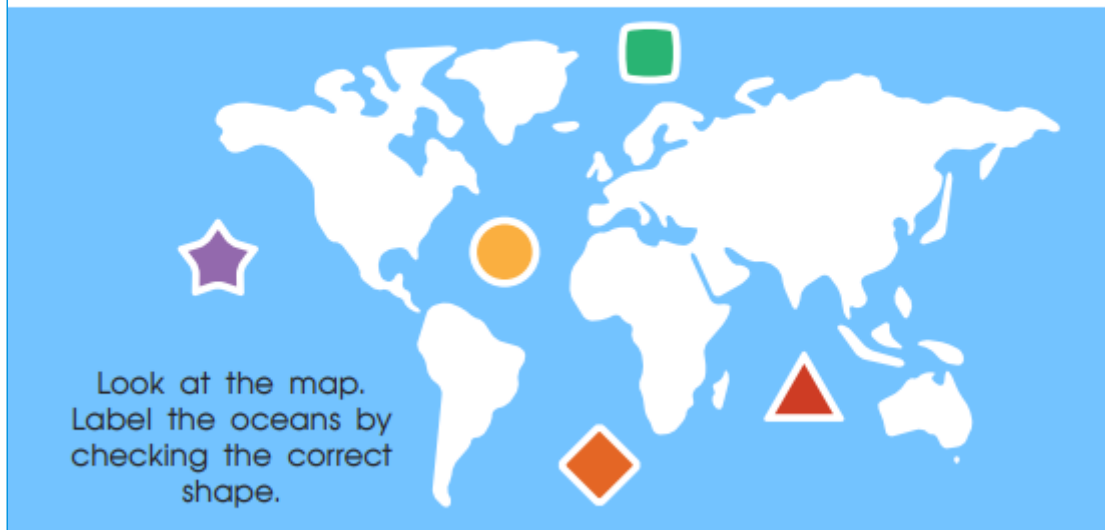 Look at the map.
Label the oceans by
checking the correct
shape.